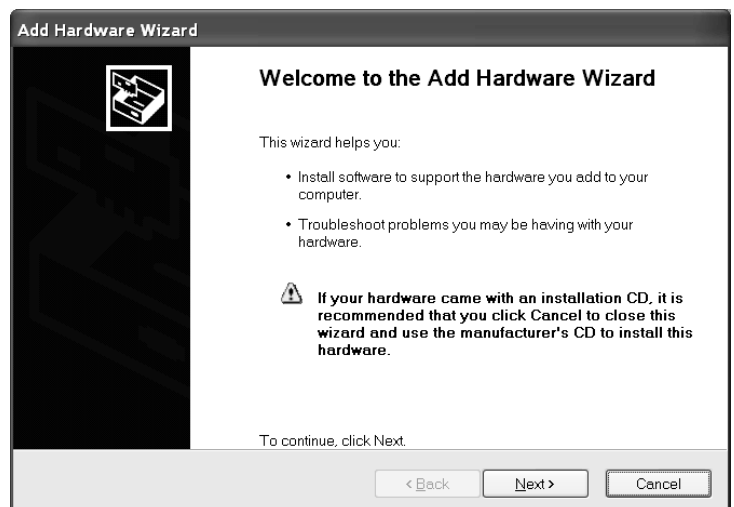 Add Hardware Wizard
Welcome to the Add Hardware Wizard
This wizard helps you:
• Install software to support the hardware you add to your
computer.
• Troubleshoot problems you may be having with your
hardware.
If your hardware came with an installation CD, it is
recommended that you click Cancel to close this
wizard and use the manufacturer's CD to install this
hardware.
To continue, click Next.
< Back Next > Cancel